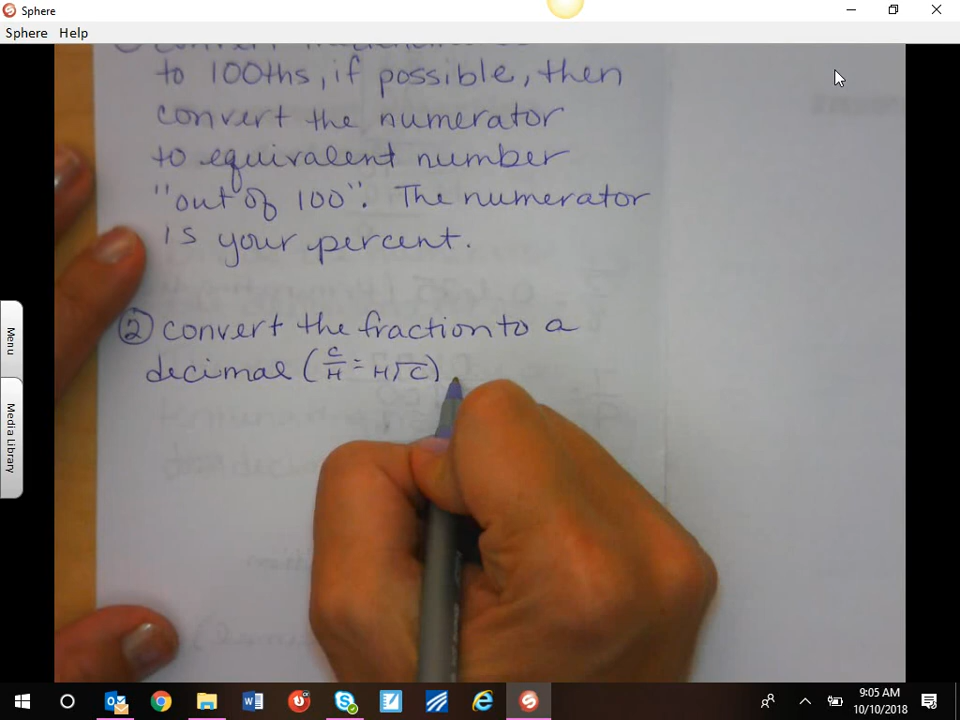 Sphere
Sphere Help
to 100ths, if possible, then
convert the numerator
to equivalent number
"out of 100". The numerator
is your percent.
② convert the fraction to a
decimal (C/H = H√C)
Menu
Media Library
9:05 AM
10/10/2018